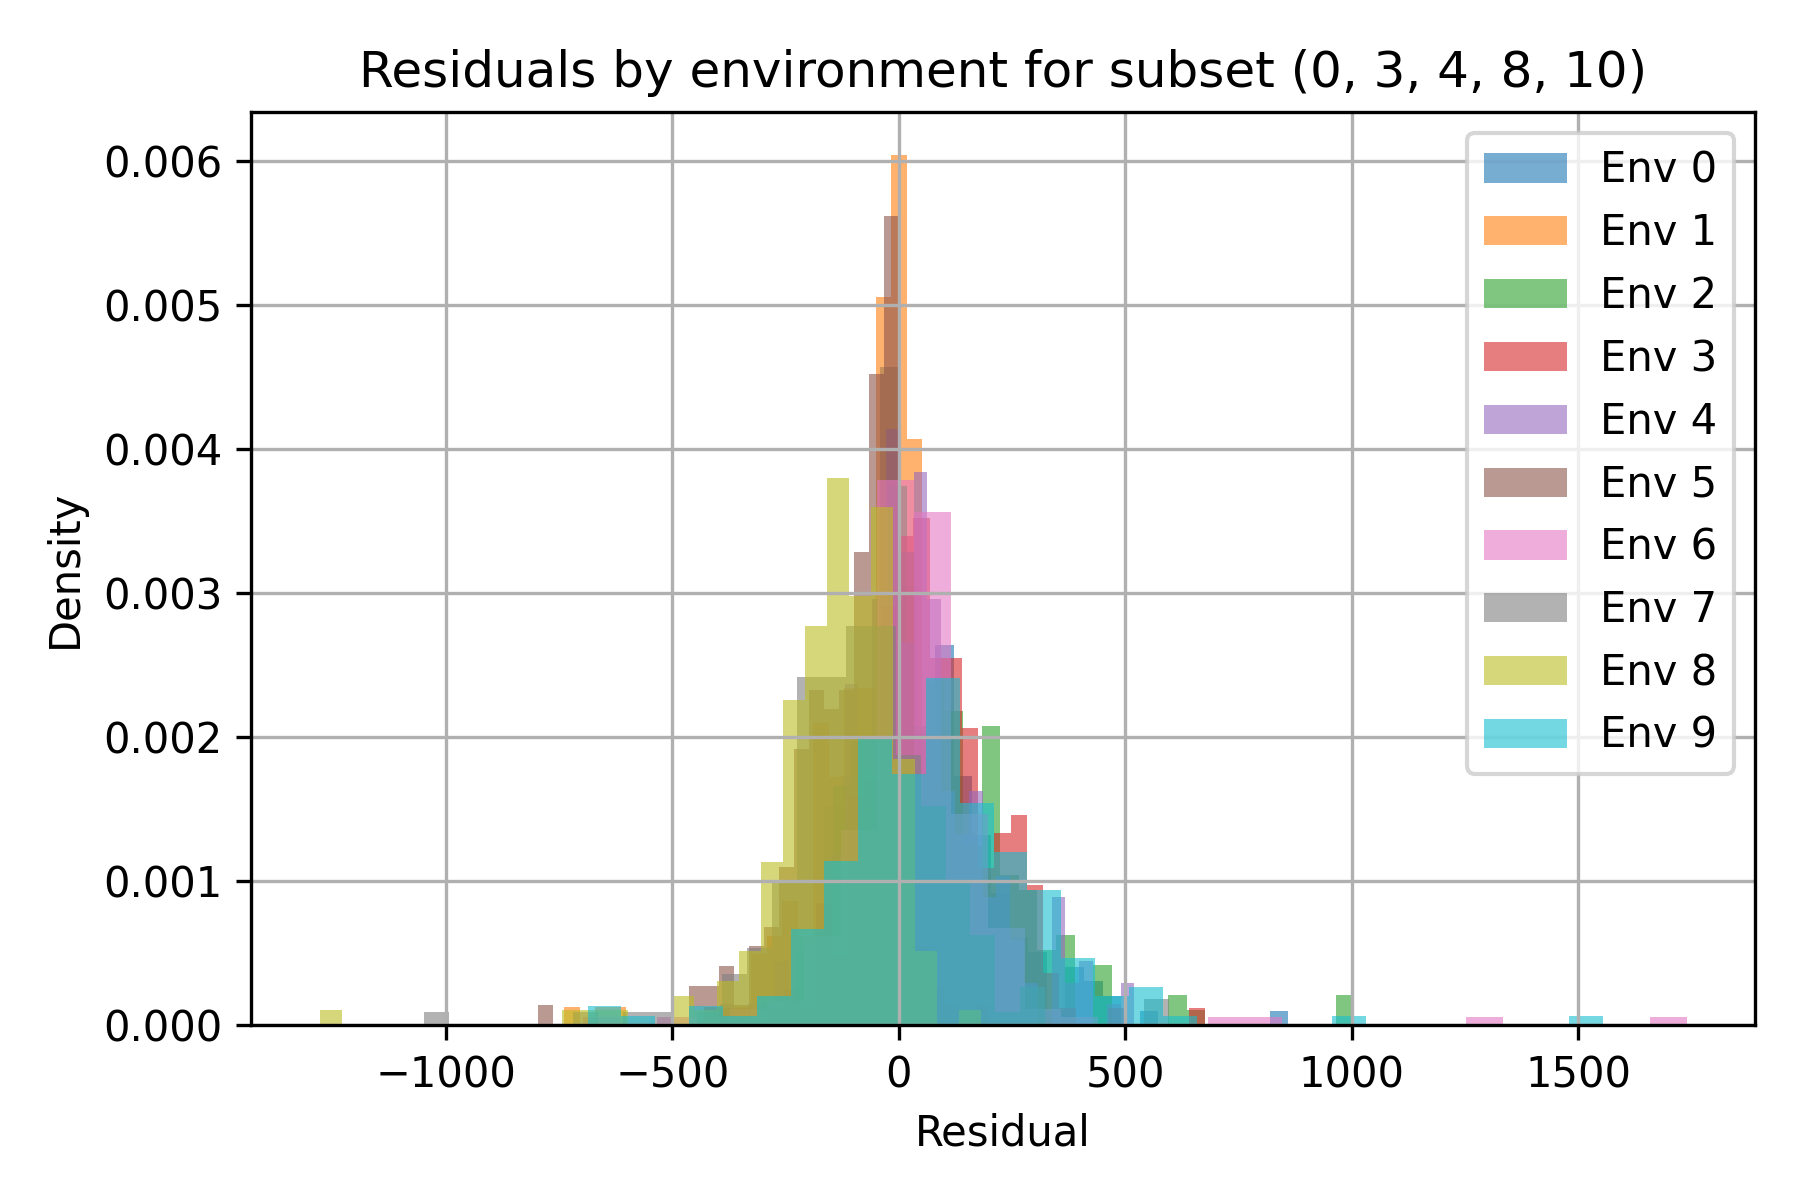 Residuals by environment for subset (0, 3, 4, 8, 10)
0.006
0.005
0.004
0.003
0.002
0.001
0.000
Density
−1000
−500
0
500
1000
1500
Residual
Env 0
Env 1
Env 2
Env 3
Env 4
Env 5
Env 6
Env 7
Env 8
Env 9